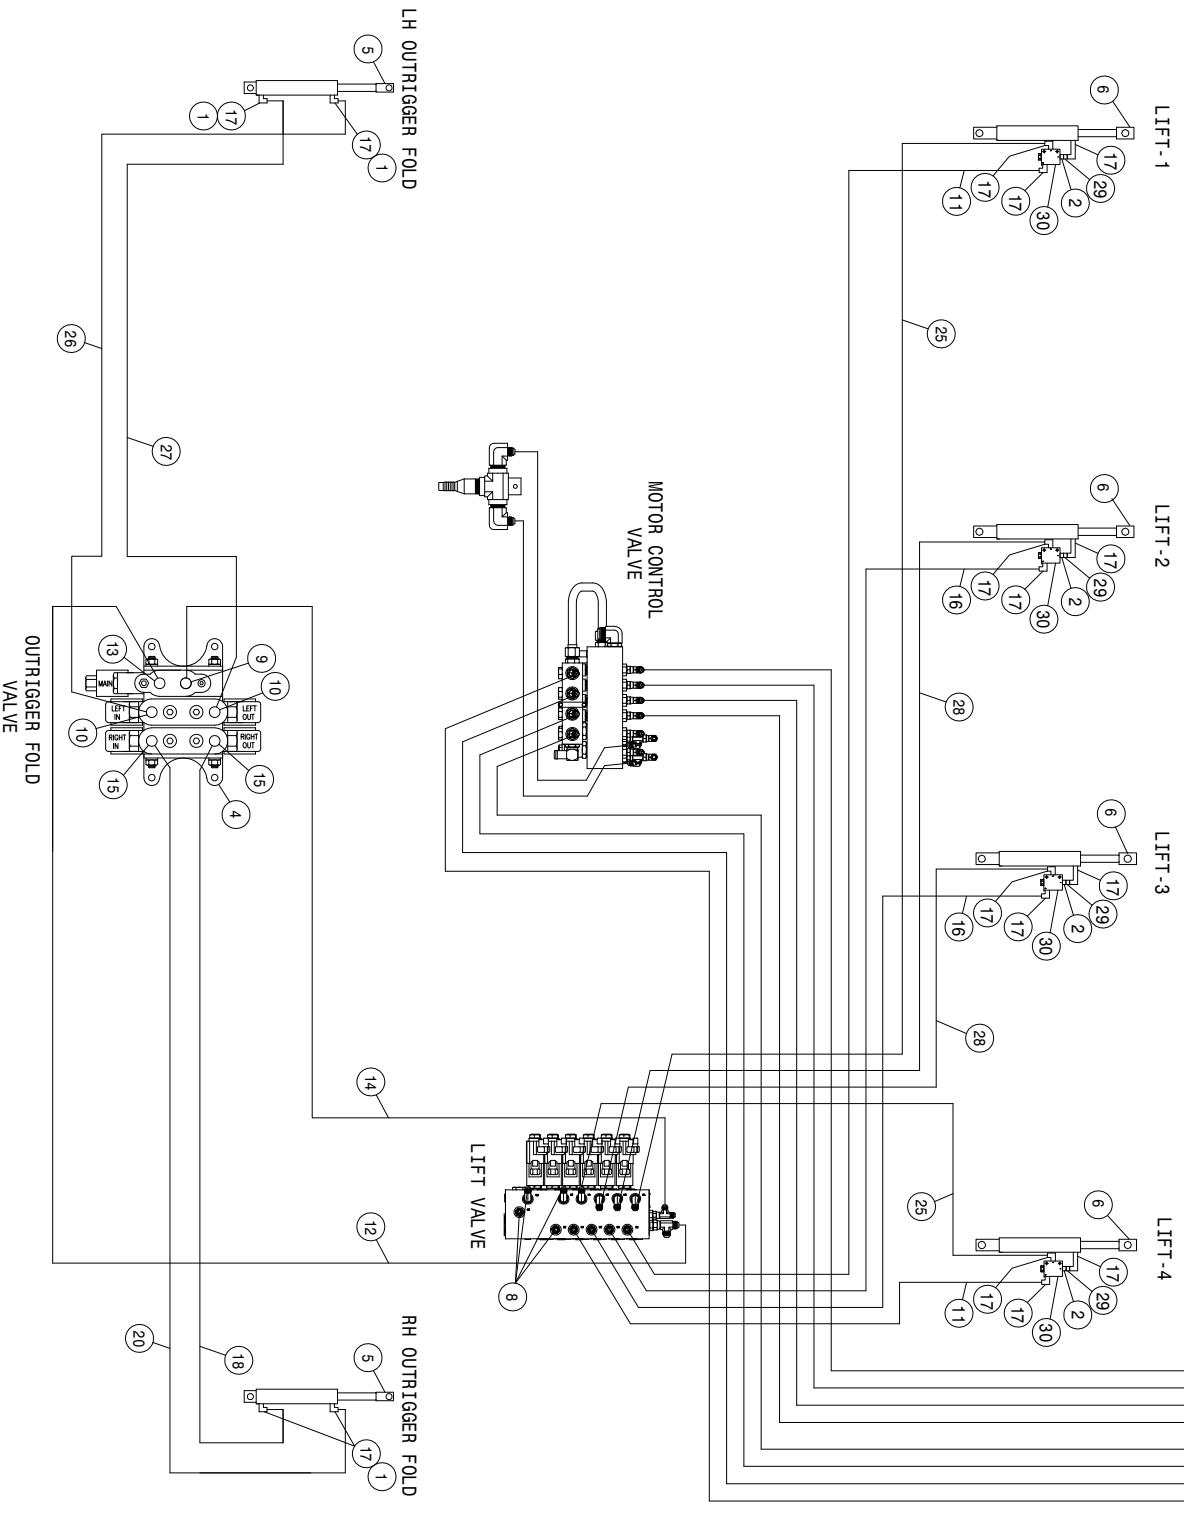 LIFT-1
6
17
29
2
30
17
17
11
25
LIFT-2
6
17
29
2
30
17
17
16
28
LIFT-3
6
17
29
2
30
17
17
16
28
LIFT-4
6
17
29
2
30
17
17
11
25
LH OUTRIGGER FOLD
5
17
1
17
1
26
27
MOTOR CONTROL
VALVE
13
9
10
10
15
15
4
MAIN
LEFT
IN
LEFT
OUT
RIGHT
IN
RIGHT
OUT
OUTRIGGER FOLD
VALVE
14
12
LIFT VALVE
8
RH OUTRIGGER FOLD
5
17
1
18
20